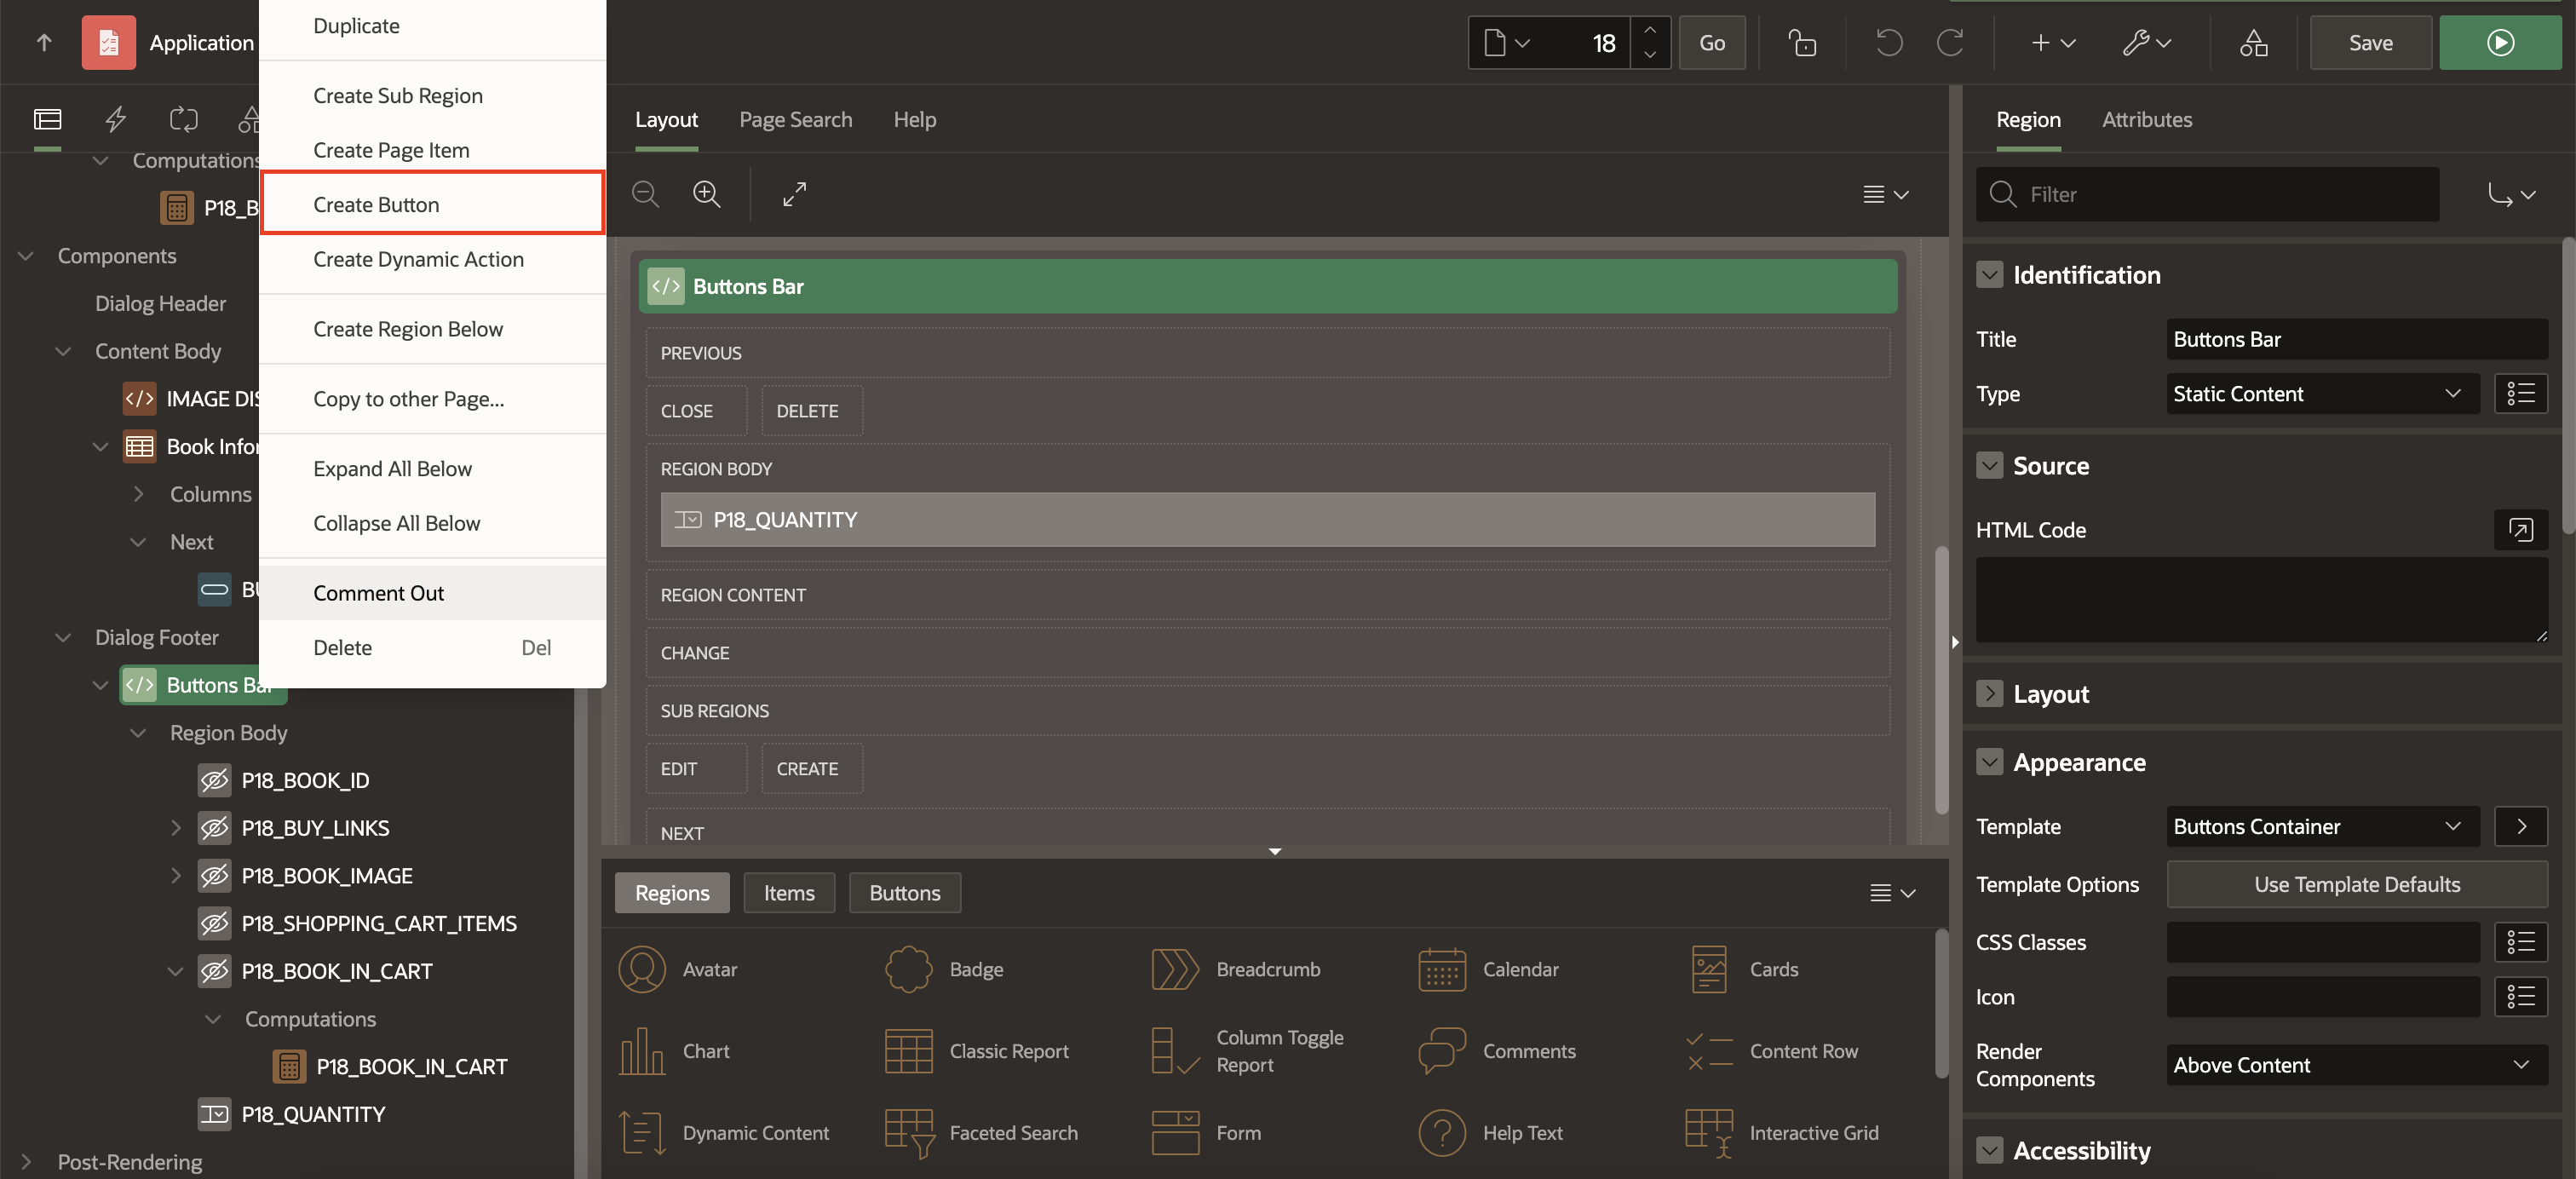 Application
Duplicate
Create Sub Region
Create Page Item
Create Button
Create Dynamic Action
Create Region Below
Copy to other Page...
Expand All Below
Collapse All Below
Comment Out
Delete Del
18
Go
Save
Computations
P18_B
Components
Dialog Header
Content Body
IMAGE DIS
Book Infor
Columns
Next
BU
Dialog Footer
Buttons Bar
Region Body
P18_BOOK_ID
P18_BUY_LINKS
P18_BOOK_IMAGE
P18_SHOPPING_CART_ITEMS
P18_BOOK_IN_CART
Computations
P18_BOOK_IN_CART
P18_QUANTITY
Post-Rendering
Layout Page Search Help
Buttons Bar
PREVIOUS
CLOSE DELETE
REGION BODY
P18_QUANTITY
REGION CONTENT
CHANGE
SUB REGIONS
EDIT CREATE
NEXT
Regions Items Buttons
Avatar Badge Breadcrumb Calendar Cards
Chart Classic Report Column Toggle Report Comments Content Row
Dynamic Content Faceted Search Form Help Text Interactive Grid
Region Attributes
Filter
Identification
Title Buttons Bar
Type Static Content
Source
HTML Code
Layout
Appearance
Template Buttons Container
Template Options Use Template Defaults
CSS Classes
Icon
Render Components Above Content
Accessibility